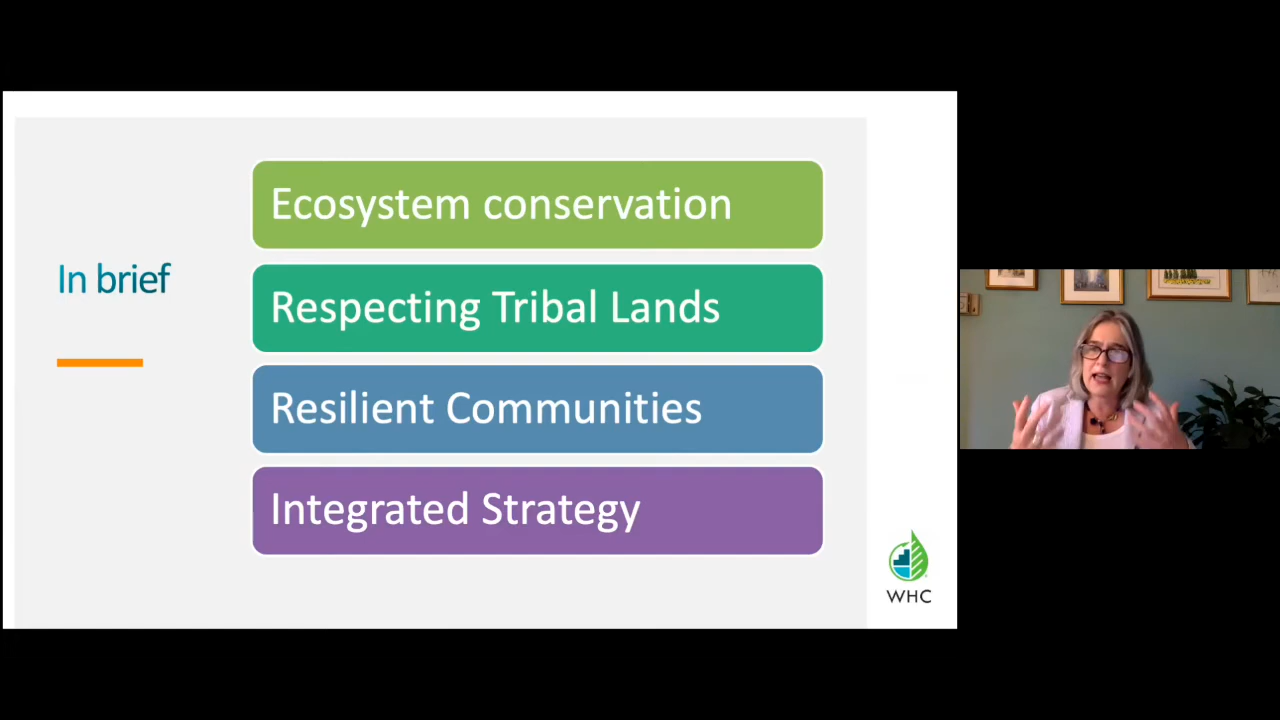 In brief
Ecosystem conservation
Respecting Tribal Lands
Resilient Communities
Integrated Strategy
WHC